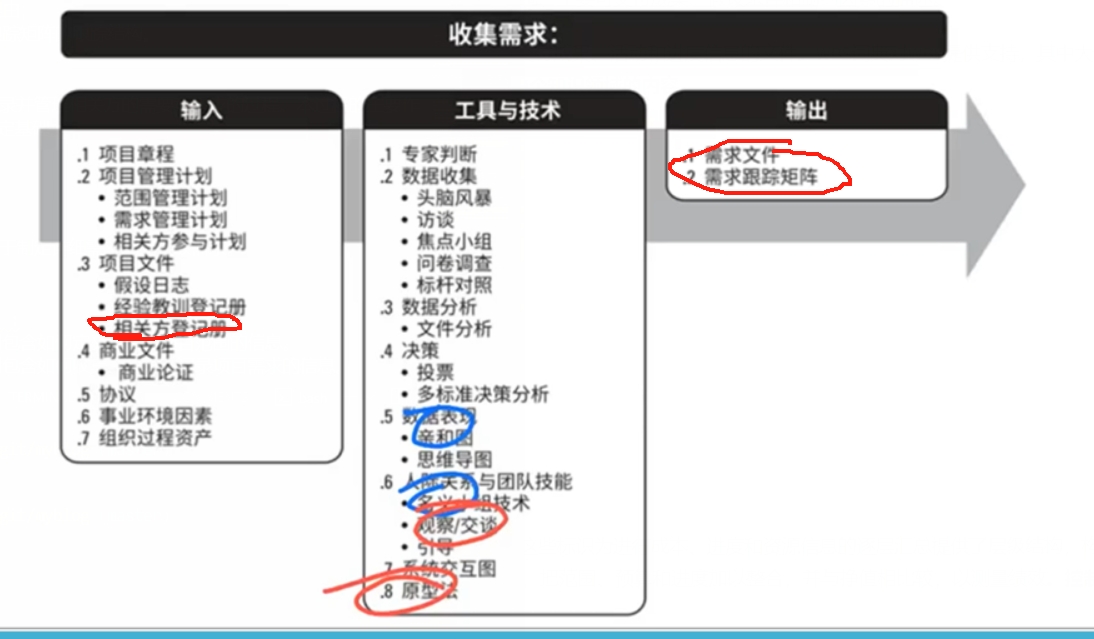 收集需求：
输入
.1 项目章程
.2 项目管理计划
• 范围管理计划
• 需求管理计划
• 相关方参与计划
.3 项目文件
• 假设日志
• 经验教训登记册
• 相关方登记册
.4 商业文件
• 商业论证
.5 协议
.6 事业环境因素
.7 组织过程资产
工具与技术
.1 专家判断
.2 数据收集
• 头脑风暴
• 访谈
• 焦点小组
• 问卷调查
• 标杆对照
.3 数据分析
• 文件分析
.4 决策
• 投票
• 多标准决策分析
.5 数据表现
• 亲和图
• 思维导图
.6 人际关系与团队技能
• 名义小组技术
• 观察/交谈
• 引导
.7 系统交互图
.8 原型法
输出
.1 需求文件
.2 需求跟踪矩阵